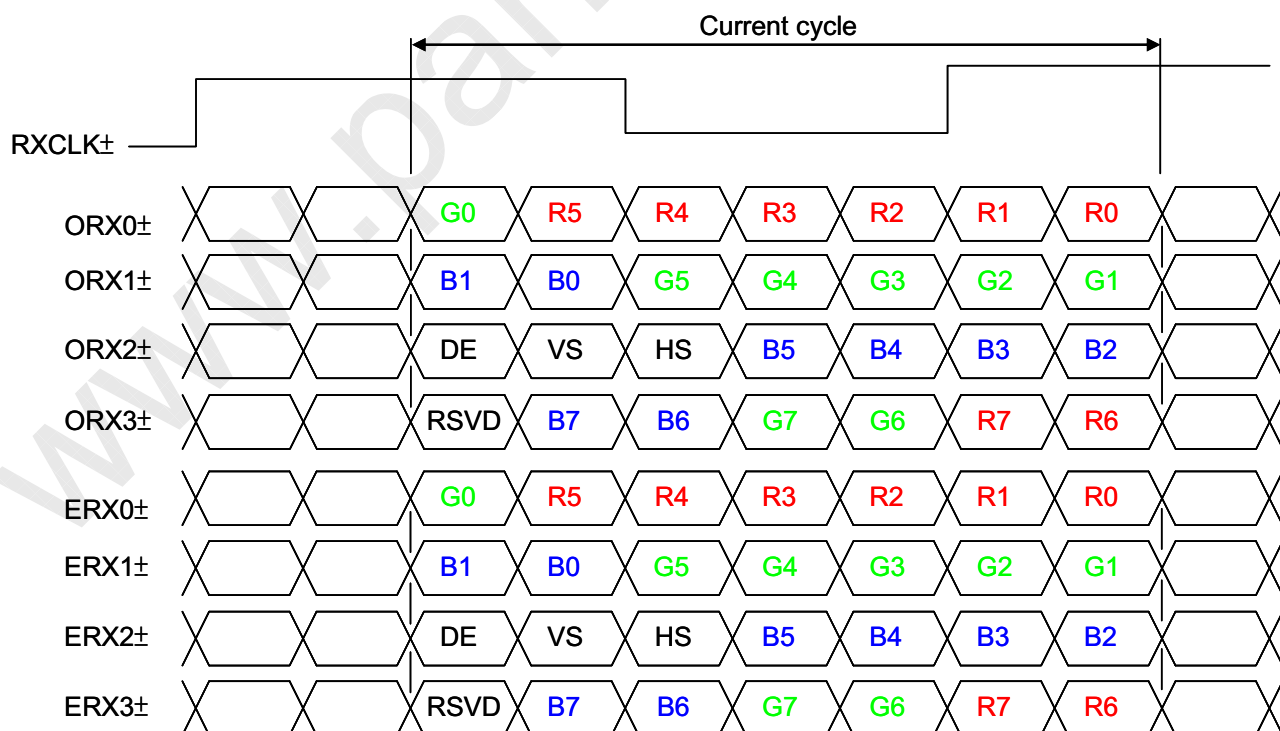 Current cycle
RXCLK±
ORX0± G0 R5 R4 R3 R2 R1 R0
ORX1± B1 B0 G5 G4 G3 G2 G1
ORX2± DE VS HS B5 B4 B3 B2
ORX3± RSVD B7 B6 G7 G6 R7 R6
ERX0± G0 R5 R4 R3 R2 R1 R0
ERX1± B1 B0 G5 G4 G3 G2 G1
ERX2± DE VS HS B5 B4 B3 B2
ERX3± RSVD B7 B6 G7 G6 R7 R6